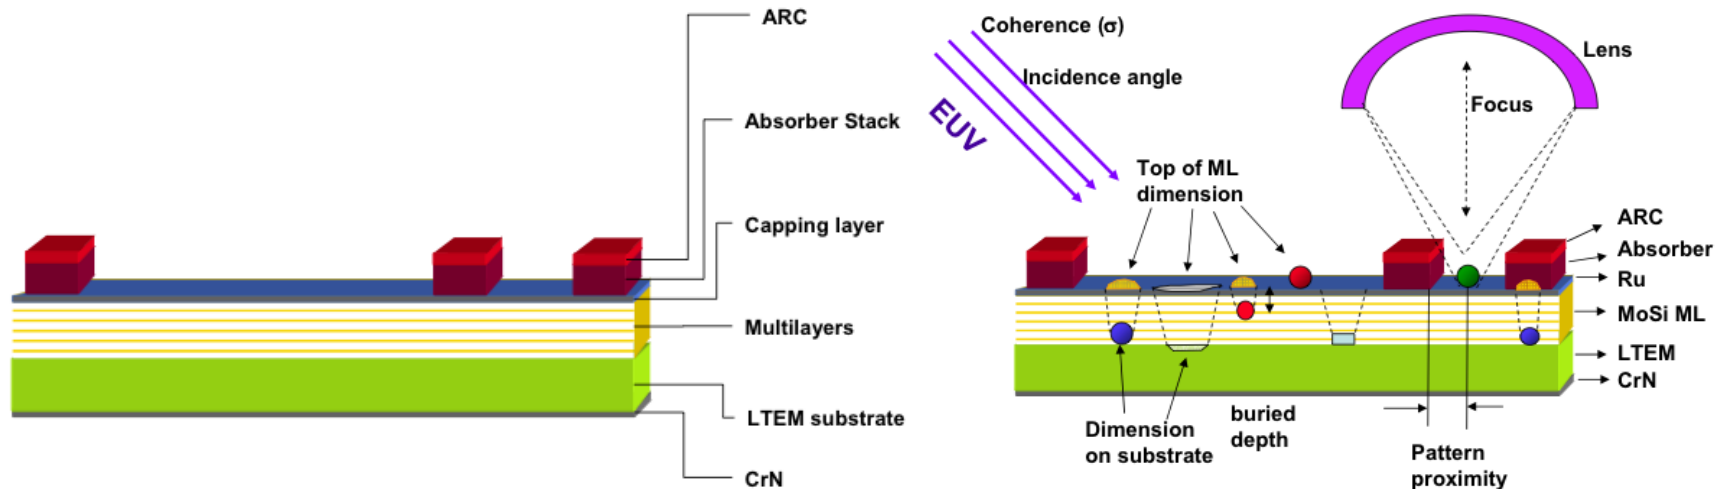 ARC
Absorber Stack
Capping layer
Multilayers
LTEM substrate
CrN
Coherence (σ)
Incidence angle
EUV
Top of ML
dimension
Lens
Focus
ARC
Absorber
Ru
MoSi ML
LTEM
CrN
Dimension
on substrate
buried
depth
Pattern
proximity